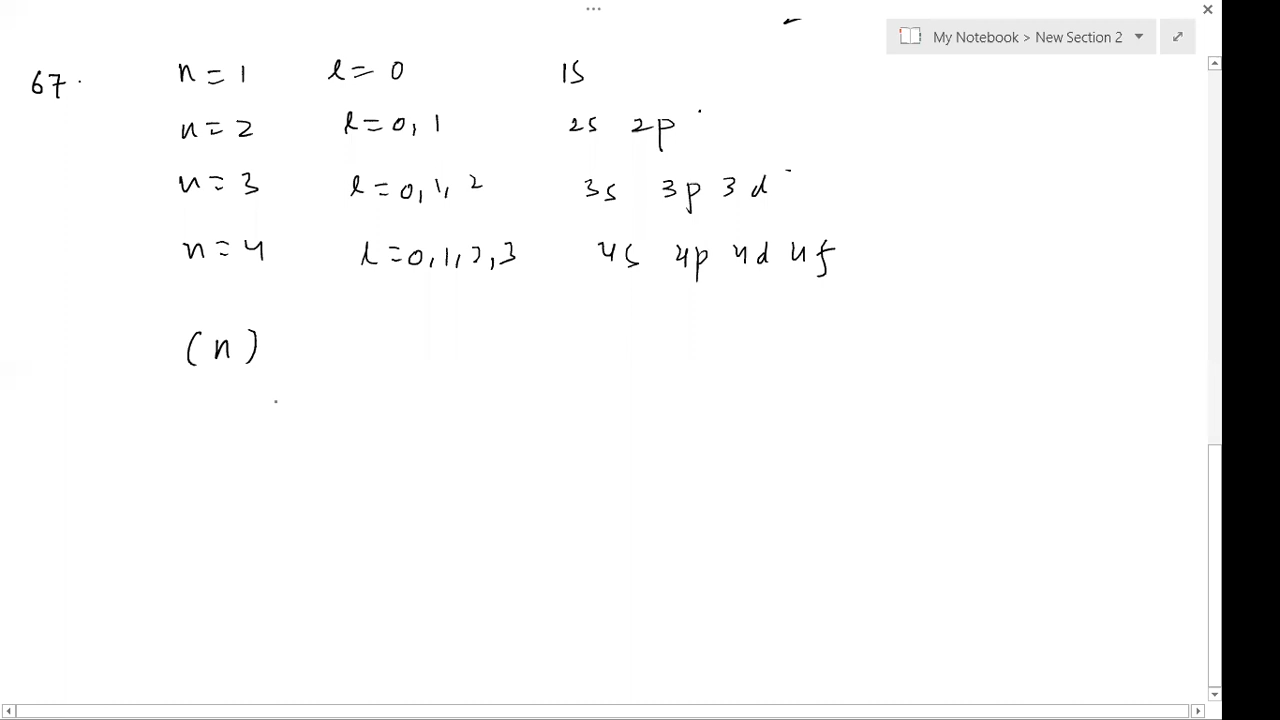 My Notebook > New Section 2
67. n = 1 l = 0 1s
n = 2 l = 0, 1 2s 2p
n = 3 l = 0, 1, 2 3s 3p 3d
n = 4 l = 0, 1, 2, 3 4s 4p 4d 4f
(n)